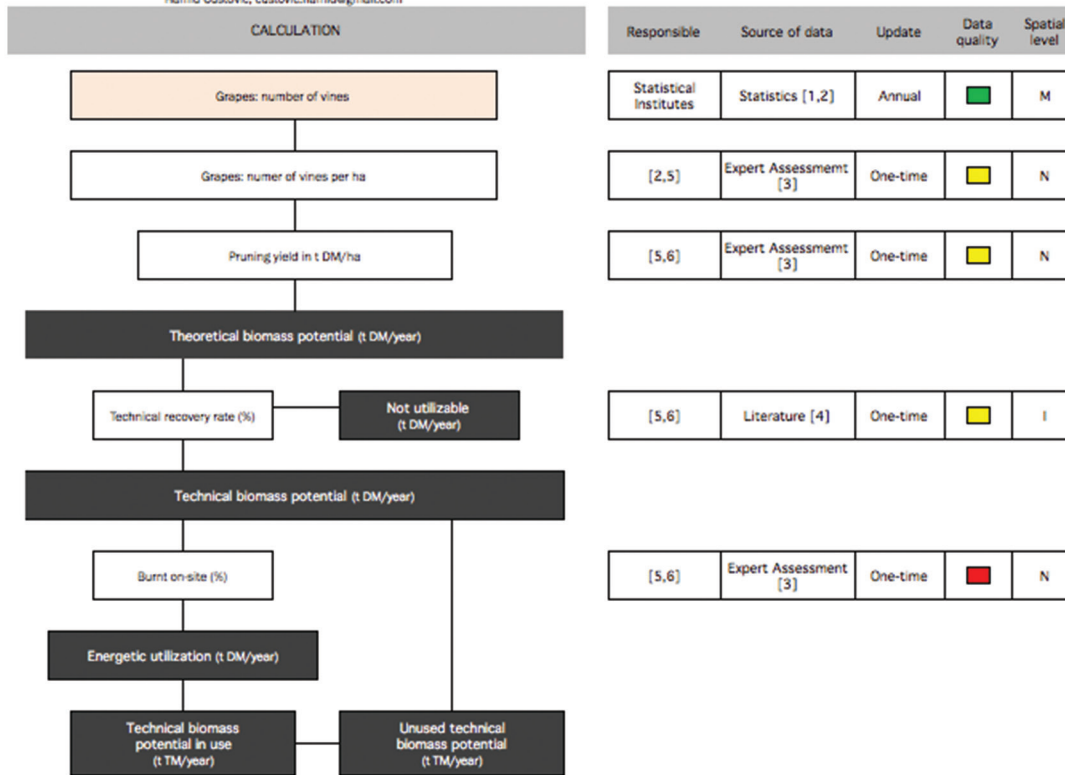 CALCULATION
Responsible
Source of data
Update
Data
quality
Spatial
level
Grapes: number of vines
Statistical
Institutes
Statistics [1,2]
Annual
M
Grapes: numer of vines per ha
[2,5]
Expert Assessmemt
[3]
One-time
N
Pruning yield in t DM/ha
[5,6]
Expert Assessmemt
[3]
One-time
N
Theoretical biomass potential (t DM/year)
Technical recovery rate (%)
Not utilizable
(t DM/year)
[5,6]
Literature [4]
One-time
I
Technical biomass potential (t DM/year)
Burnt on-site (%)
[5,6]
Expert Assessment
[3]
One-time
N
Energetic utilization (t DM/year)
Technical biomass
potential in use
(t TM/year)
Unused technical
biomass potential
(t TM/year)